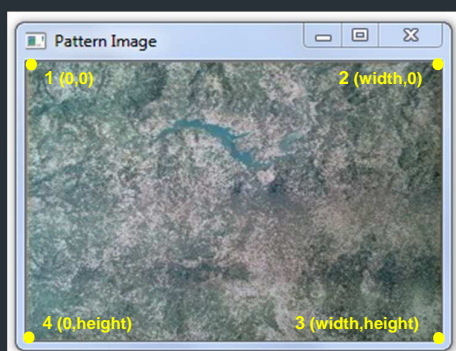 Pattern Image
1 (0,0)
2 (width,0)
4 (0,height)
3 (width,height)